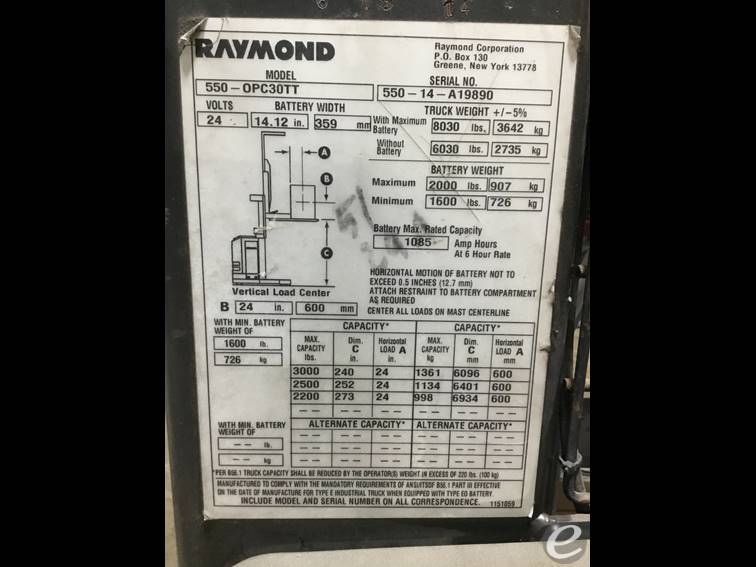 RAYMOND
Raymond Corporation
P.O. Box 130
Greene, New York 13778
MODEL
550-OPC30TT
SERIAL NO.
550-14-A19890
VOLTS
24
BATTERY WIDTH
14.12 in. 359 mm
TRUCK WEIGHT +/-5%
With Maximum Battery 8030 lbs. 3642 kg
Without Battery 6030 lbs. 2735 kg
BATTERY WEIGHT
Maximum 2000 lbs. 907 kg
Minimum 1600 lbs. 726 kg
Battery Max. Rated Capacity
1085 Amp Hours
At 6 Hour Rate
A
B
C
HORIZONTAL MOTION OF BATTERY NOT TO
EXCEED 0.5 INCHES (12.7 mm)
ATTACH RESTRAINT TO BATTERY COMPARTMENT
AS REQUIRED
CENTER ALL LOADS ON MAST CENTERLINE
Vertical Load Center
B 24 in. 600 mm
WITH MIN. BATTERY
WEIGHT OF
1600 lb.
726 kg
CAPACITY* CAPACITY*
MAX. CAPACITY lbs. Dim. C in. Horizontal LOAD A in. MAX. CAPACITY kg Dim. C mm Horizontal LOAD A mm
3000 240 24 1361 6096 600
2500 252 24 1134 6401 600
2200 273 24 998 6934 600
-- -- -- -- -- --
WITH MIN. BATTERY
WEIGHT OF
-- lb.
-- kg
ALTERNATE CAPACITY* ALTERNATE CAPACITY*
-- -- -- -- -- --
-- -- -- -- -- --
-- -- -- -- -- --
*PER B56.1 TRUCK CAPACITY SHALL BE REDUCED BY THE OPERATOR(S) WEIGHT IN EXCESS OF 220 lbs. (100 kg)
MANUFACTURED TO COMPLY WITH THE MANDATORY REQUIREMENTS OF ANSI/ITSDF B56.1 PART III EFFECTIVE
ON THE DATE OF MANUFACTURE FOR TYPE E INDUSTRIAL TRUCK WHEN EQUIPPED WITH TYPE EO BATTERY.
INCLUDE MODEL AND SERIAL NUMBER ON ALL CORRESPONDENCE. 1151059
e